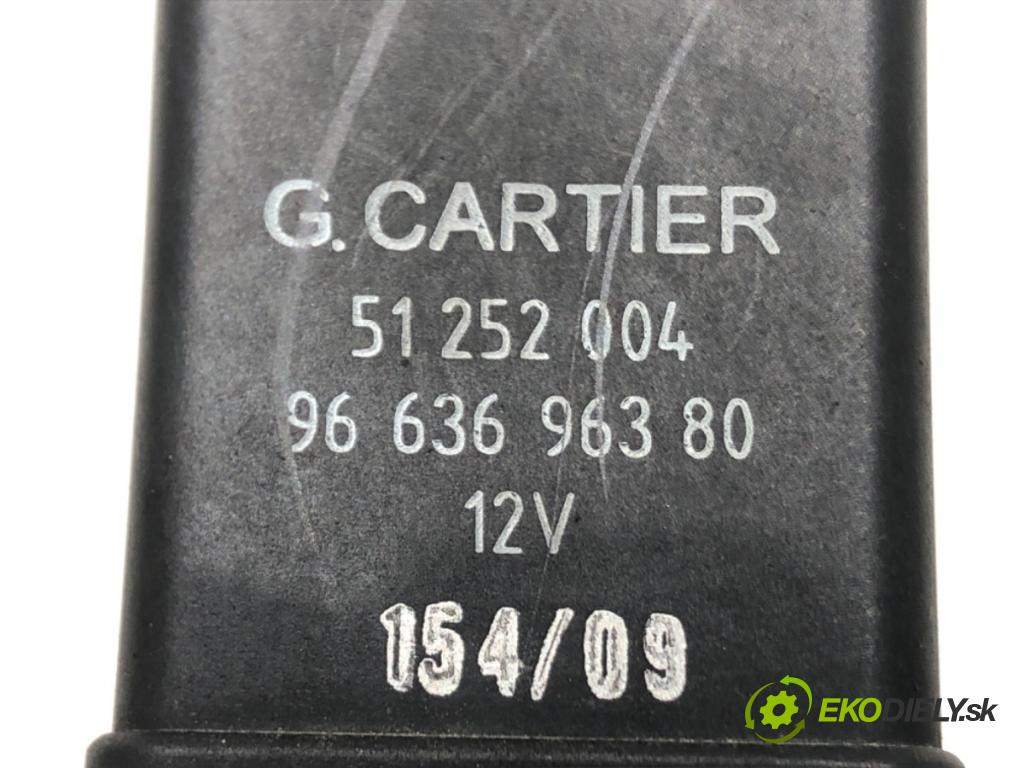 G.CARTIER
51 252 004
96 636 963 80
12V
154/09
EKODIELY.sk